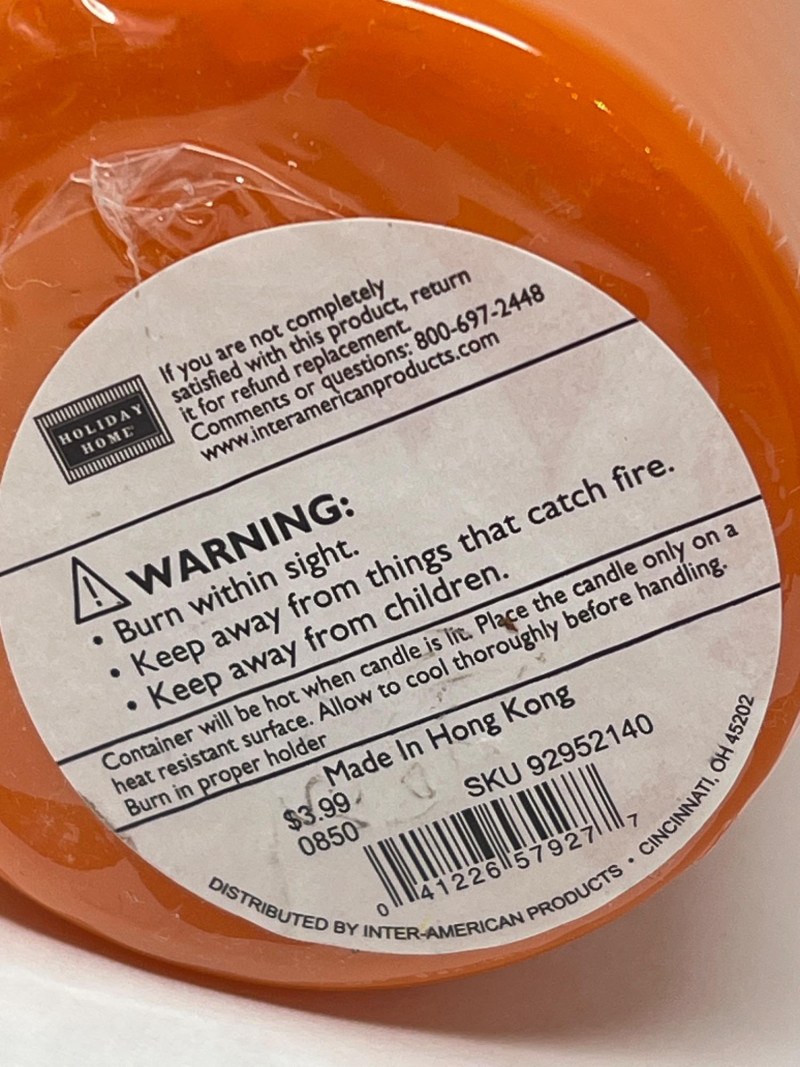 If you are not completely
satisfied with this product, return
it for refund replacement.
Comments or questions: 800-697-2448
www.interamericanproducts.com
HOLIDAY
HOME
WARNING:
• Burn within sight.
• Keep away from things that catch fire.
• Keep away from children.
Container will be hot when candle is lit. Place the candle only on a
heat resistant surface. Allow to cool thoroughly before handling.
Burn in proper holder
Made In Hong Kong
$3.99
SKU 92952140
0850
0 41226 57927 7
DISTRIBUTED BY INTER-AMERICAN PRODUCTS • CINCINNATI, OH 45202